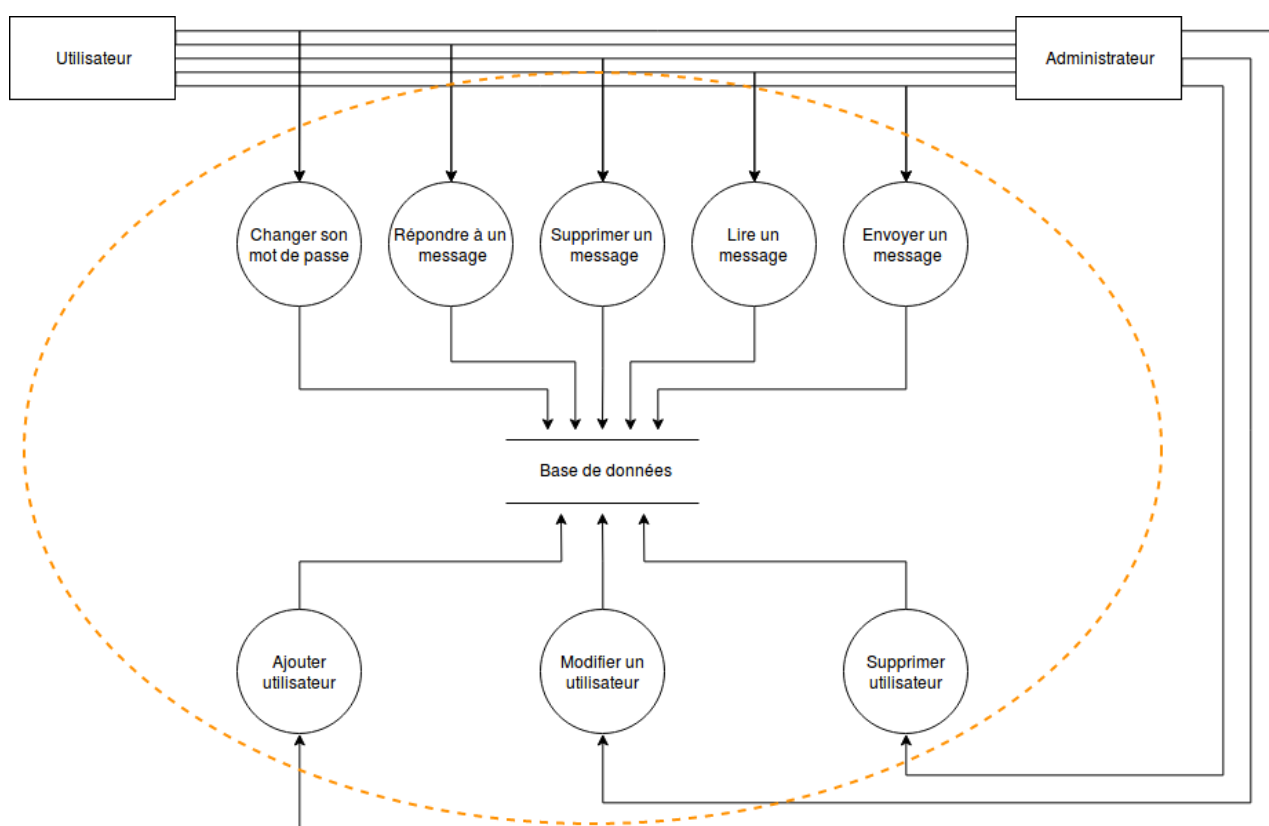 Utilisateur
Administrateur
Changer son
mot de passe
Répondre à un
message
Supprimer un
message
Lire un
message
Envoyer un
message
Base de données
Ajouter
utilisateur
Modifier un
utilisateur
Supprimer
utilisateur